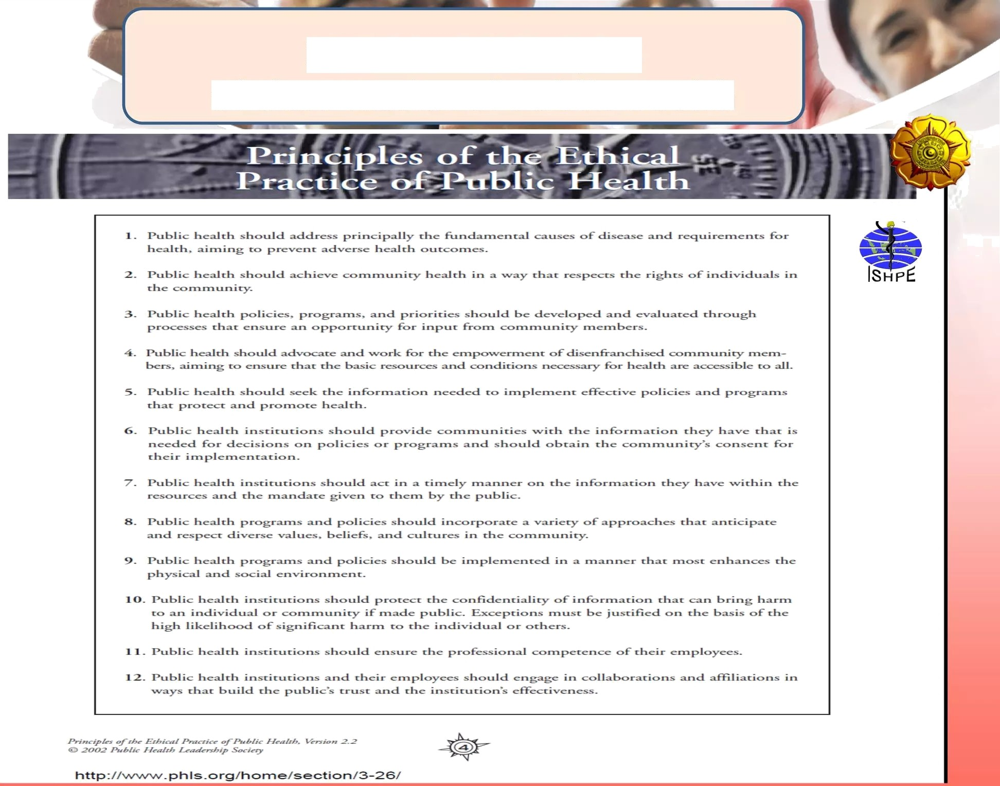 Principles of the Ethical
Practice of Public Health
1. Public health should address principally the fundamental causes of disease and requirements for
health, aiming to prevent adverse health outcomes.
2. Public health should achieve community health in a way that respects the rights of individuals in
the community.
3. Public health policies, programs, and priorities should be developed and evaluated through
processes that ensure an opportunity for input from community members.
4. Public health should advocate and work for the empowerment of disenfranchised community mem-
bers, aiming to ensure that the basic resources and conditions necessary for health are accessible to all.
5. Public health should seek the information needed to implement effective policies and programs
that protect and promote health.
6. Public health institutions should provide communities with the information they have that is
needed for decisions on policies or programs and should obtain the community's consent for
their implementation.
7. Public health institutions should act in a timely manner on the information they have within the
resources and the mandate given to them by the public.
8. Public health programs and policies should incorporate a variety of approaches that anticipate
and respect diverse values, beliefs, and cultures in the community.
9. Public health programs and policies should be implemented in a manner that most enhances the
physical and social environment.
10. Public health institutions should protect the confidentiality of information that can bring harm
to an individual or community if made public. Exceptions must be justified on the basis of the
high likelihood of significant harm to the individual or others.
11. Public health institutions should ensure the professional competence of their employees.
12. Public health institutions and their employees should engage in collaborations and affiliations in
ways that build the public's trust and the institution's effectiveness.
ISHPE
Principles of the Ethical Practice of Public Health, Version 2.2
© 2002 Public Health Leadership Society
4
http://www.phls.org/home/section/3-26/